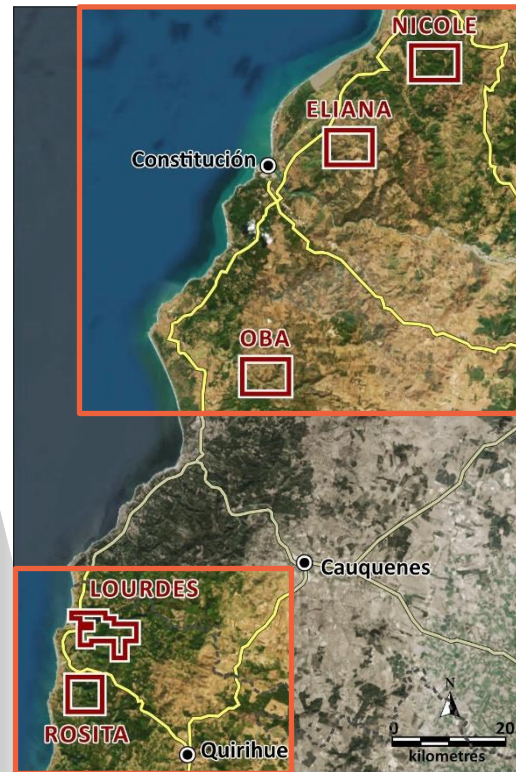 NICOLE
ELIANA
Constitución
OBA
Cauquenes
LOURDES
ROSITA
Quirihue
N
0 20
kilometres